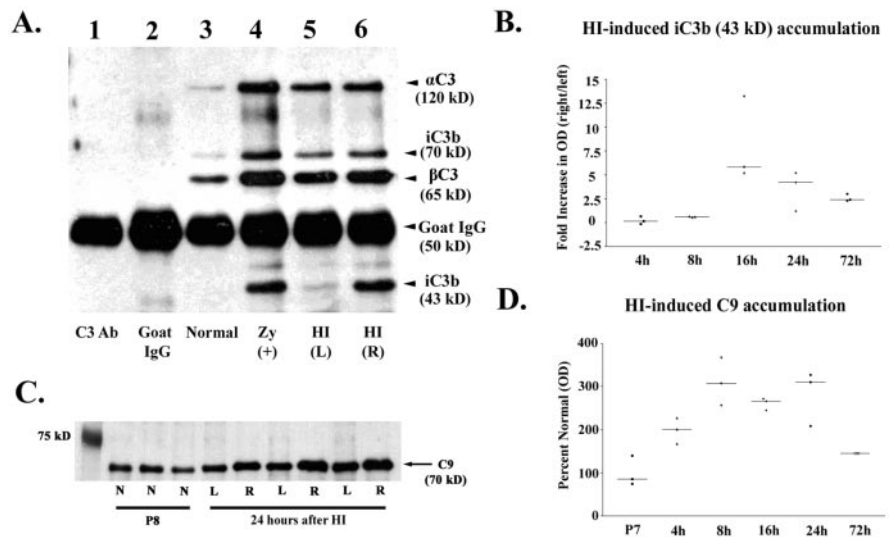 A.
1 2 3 4 5 6
αC3
(120 kD)
iC3b
(70 kD)
βC3
(65 kD)
Goat IgG
(50 kD)
iC3b
(43 kD)
C3 Ab Goat IgG Normal Zy (+) HI (L) HI (R)
B.
HI-induced iC3b (43 kD) accumulation
Fold Increase in OD (right/left)
15
12.5
10
7.5
5
2.5
0
-2.5
4h 8h 16h 24h 72h
C.
75 kD
C9
(70 kD)
N N N L R L R L R
P8 24 hours after HI
D.
HI-induced C9 accumulation
Percent Normal (OD)
400
300
200
100
0
P7 4h 8h 16h 24h 72h